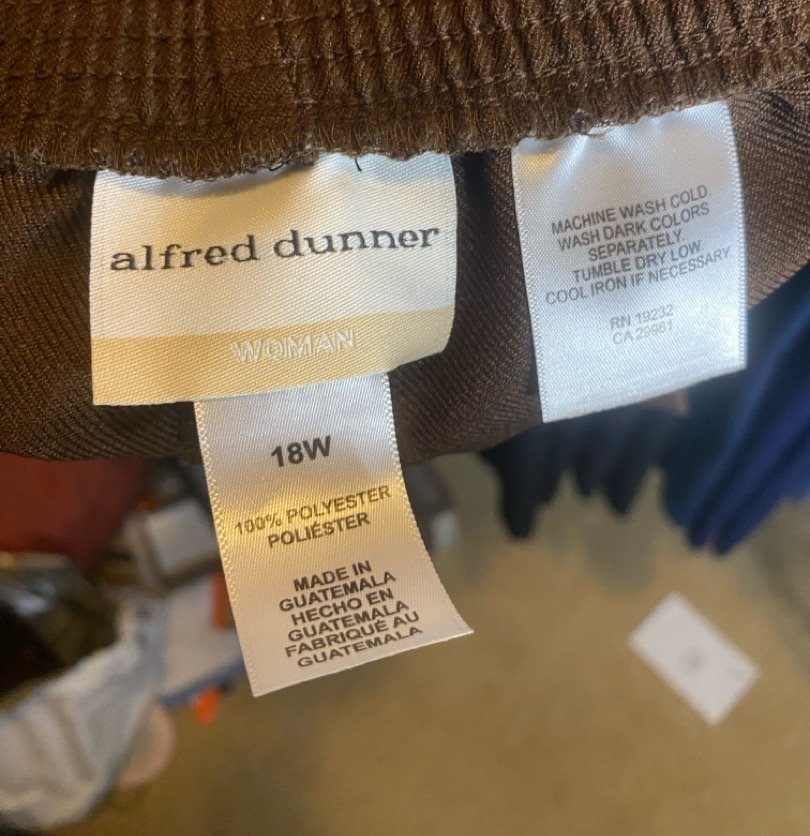 alfred dunner
WOMAN
18W
100% POLYESTER
POLIÉSTER
MADE IN
GUATEMALA
HECHO EN
GUATEMALA
FABRIQUÉ AU
GUATEMALA
MACHINE WASH COLD.
WASH DARK COLORS
SEPARATELY.
TUMBLE DRY LOW.
COOL IRON IF NECESSARY.
RN 19232
CA 29961